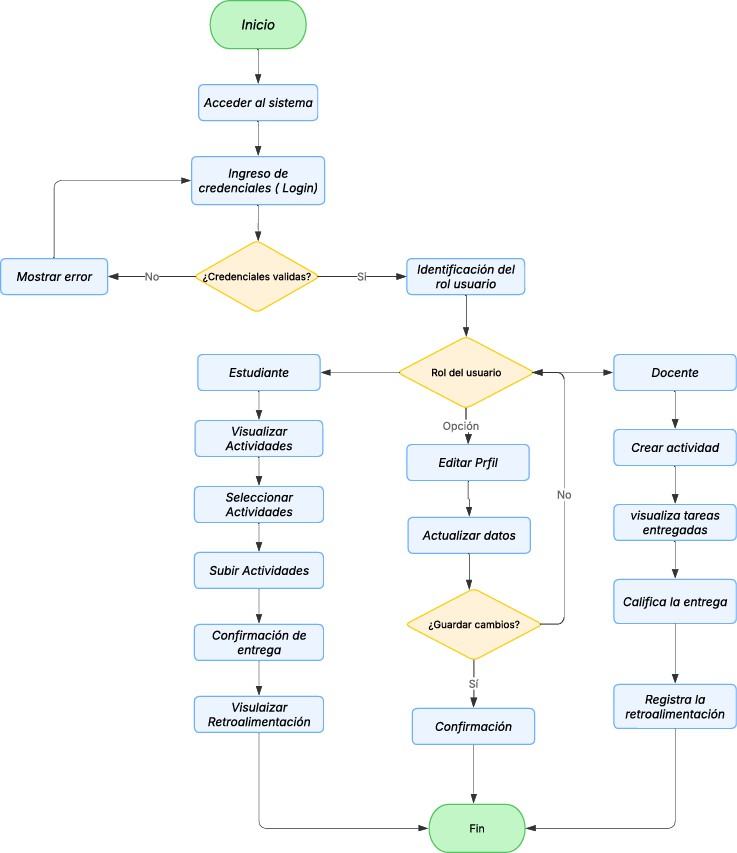 Inicio
Acceder al sistema
Ingreso de
credenciales ( Login)
¿Credenciales validas?
No
Mostrar error
Sí
Identificación del
rol usuario
Rol del usuario
Estudiante
Visualizar
Actividades
Seleccionar
Actividades
Subir Actividades
Confirmación de
entrega
Visulaizar
Retroalimentación
Opción
Editar Prfil
Actualizar datos
¿Guardar cambios?
No
Sí
Confirmación
Docente
Crear actividad
visualiza tareas
entregadas
Califica la entrega
Registra la
retroalimentación
Fin